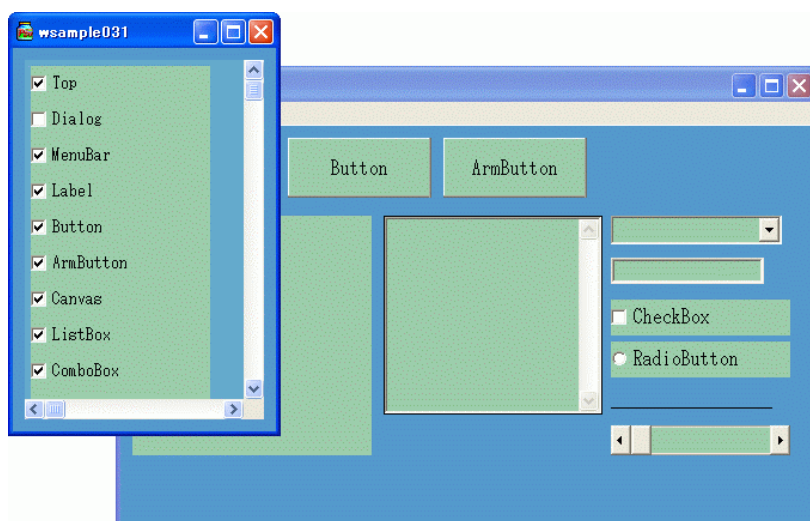 wsample031
Top
Dialog
MenuBar
Label
Button
ArmButton
Canvas
ListBox
ComboBox
Button
ArmButton
CheckBox
RadioButton